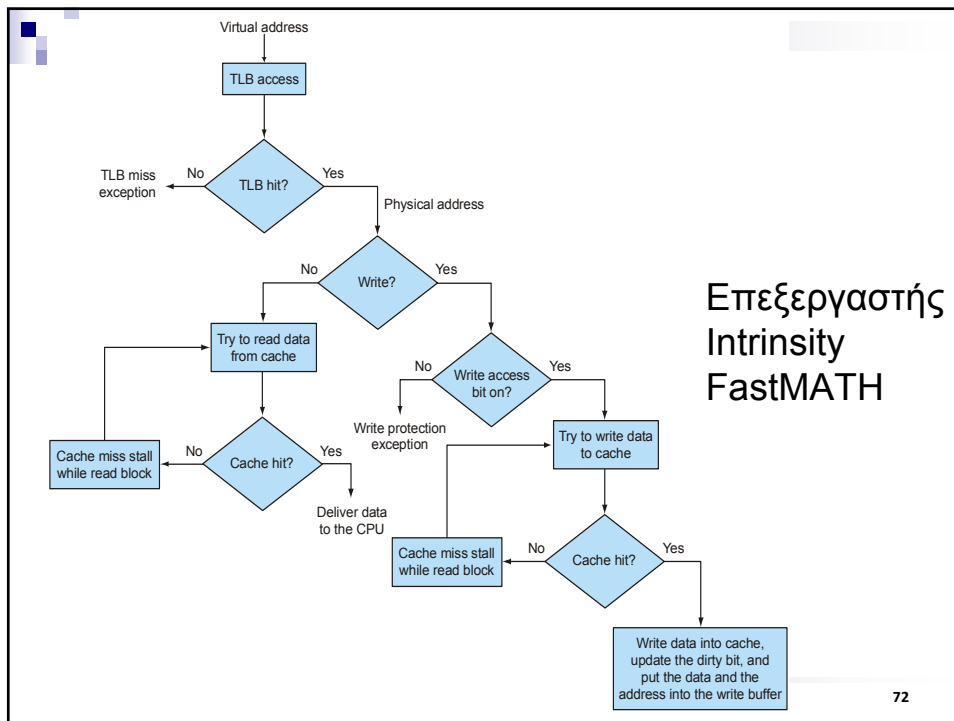 Virtual address
TLB access
TLB hit?
No
Yes
TLB miss
exception
Physical address
Write?
No
Yes
Try to read data
from cache
Write access
bit on?
No
Yes
Write protection
exception
Try to write data
to cache
Cache hit?
No
Yes
Cache miss stall
while read block
Deliver data
to the CPU
Cache hit?
No
Yes
Cache miss stall
while read block
Write data into cache,
update the dirty bit, and
put the data and the
address into the write buffer
Επεξεργαστής
Intrinsity
FastMATH
72